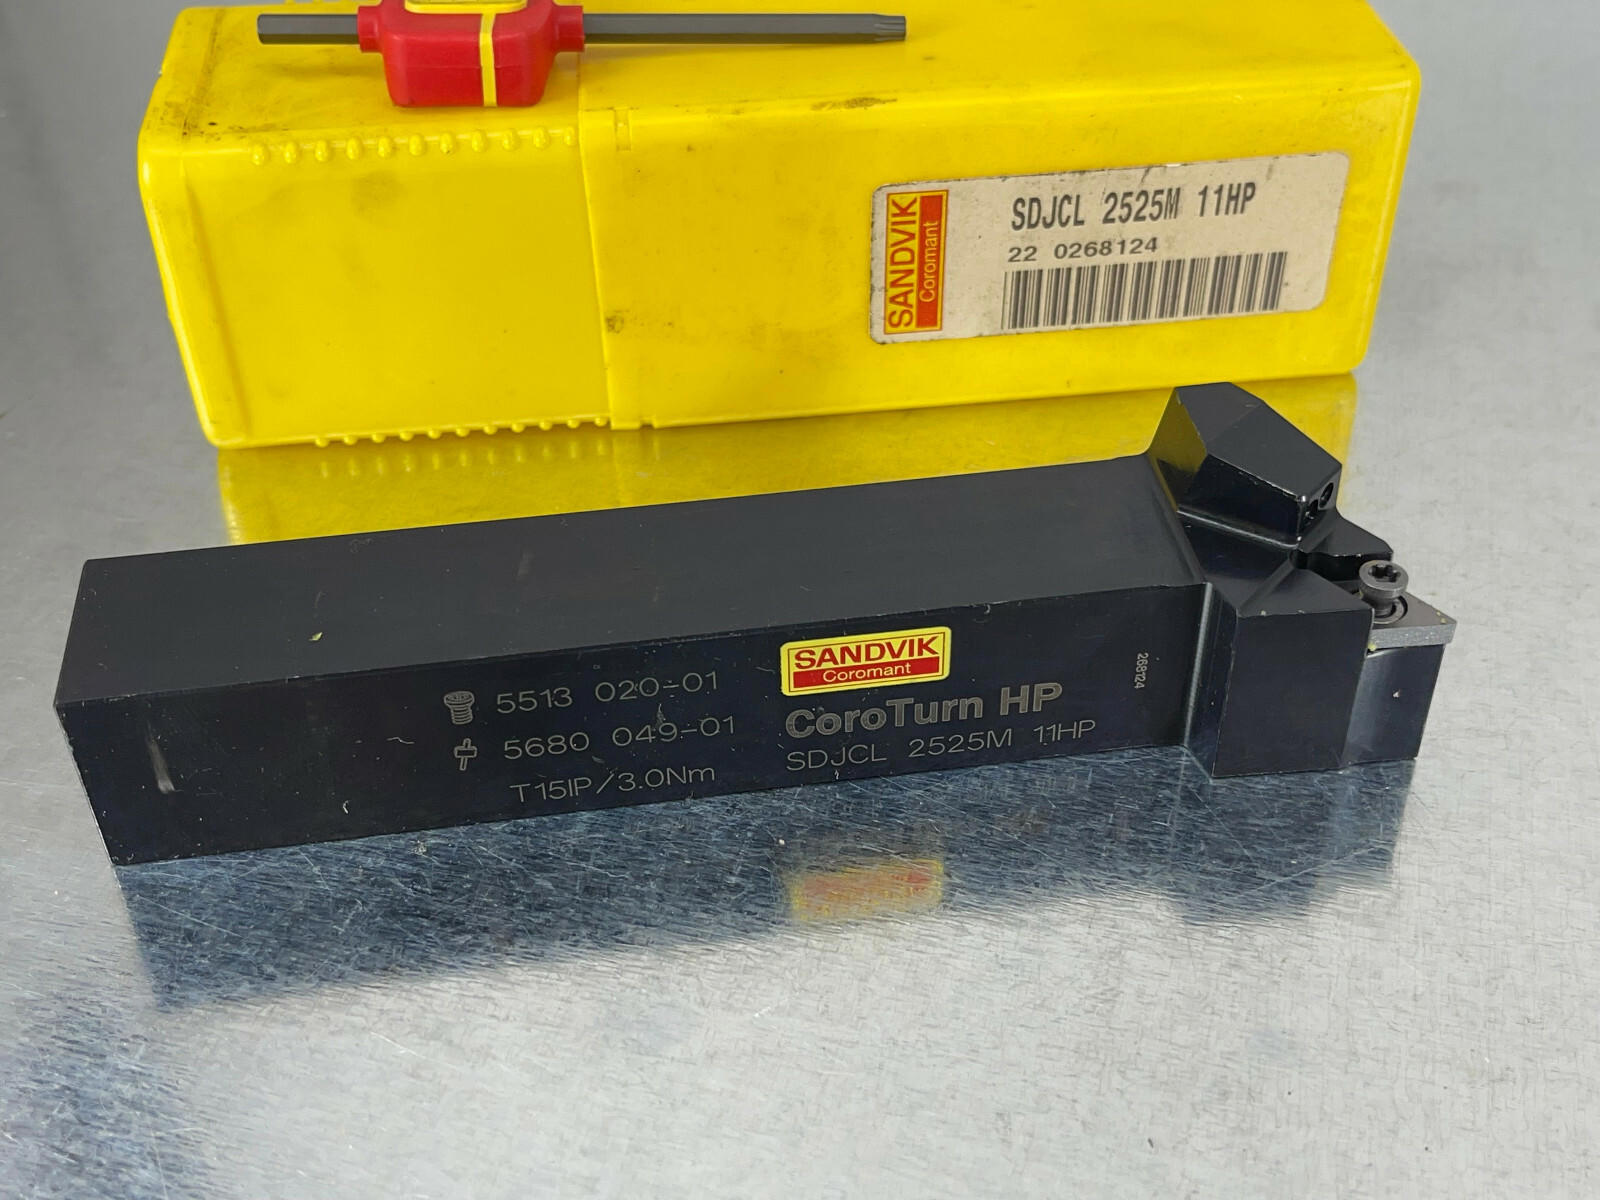 SANDVIK
Coromant
SDJCL 2525M 11HP
22 0268124
5513 020-01
5680 049-01
T15IP/3.0Nm
SANDVIK
Coromant
CoroTurn HP
SDJCL 2525M 11HP
268124